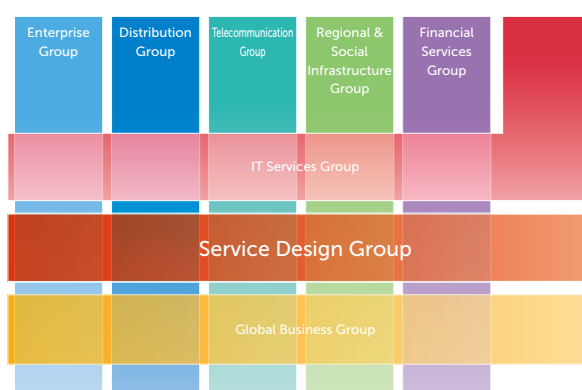 Enterprise
Group
Distribution
Group
Telecommunication
Group
Regional &
Social
Infrastructure
Group
Financial
Services
Group
IT Services Group
Service Design Group
Global Business Group